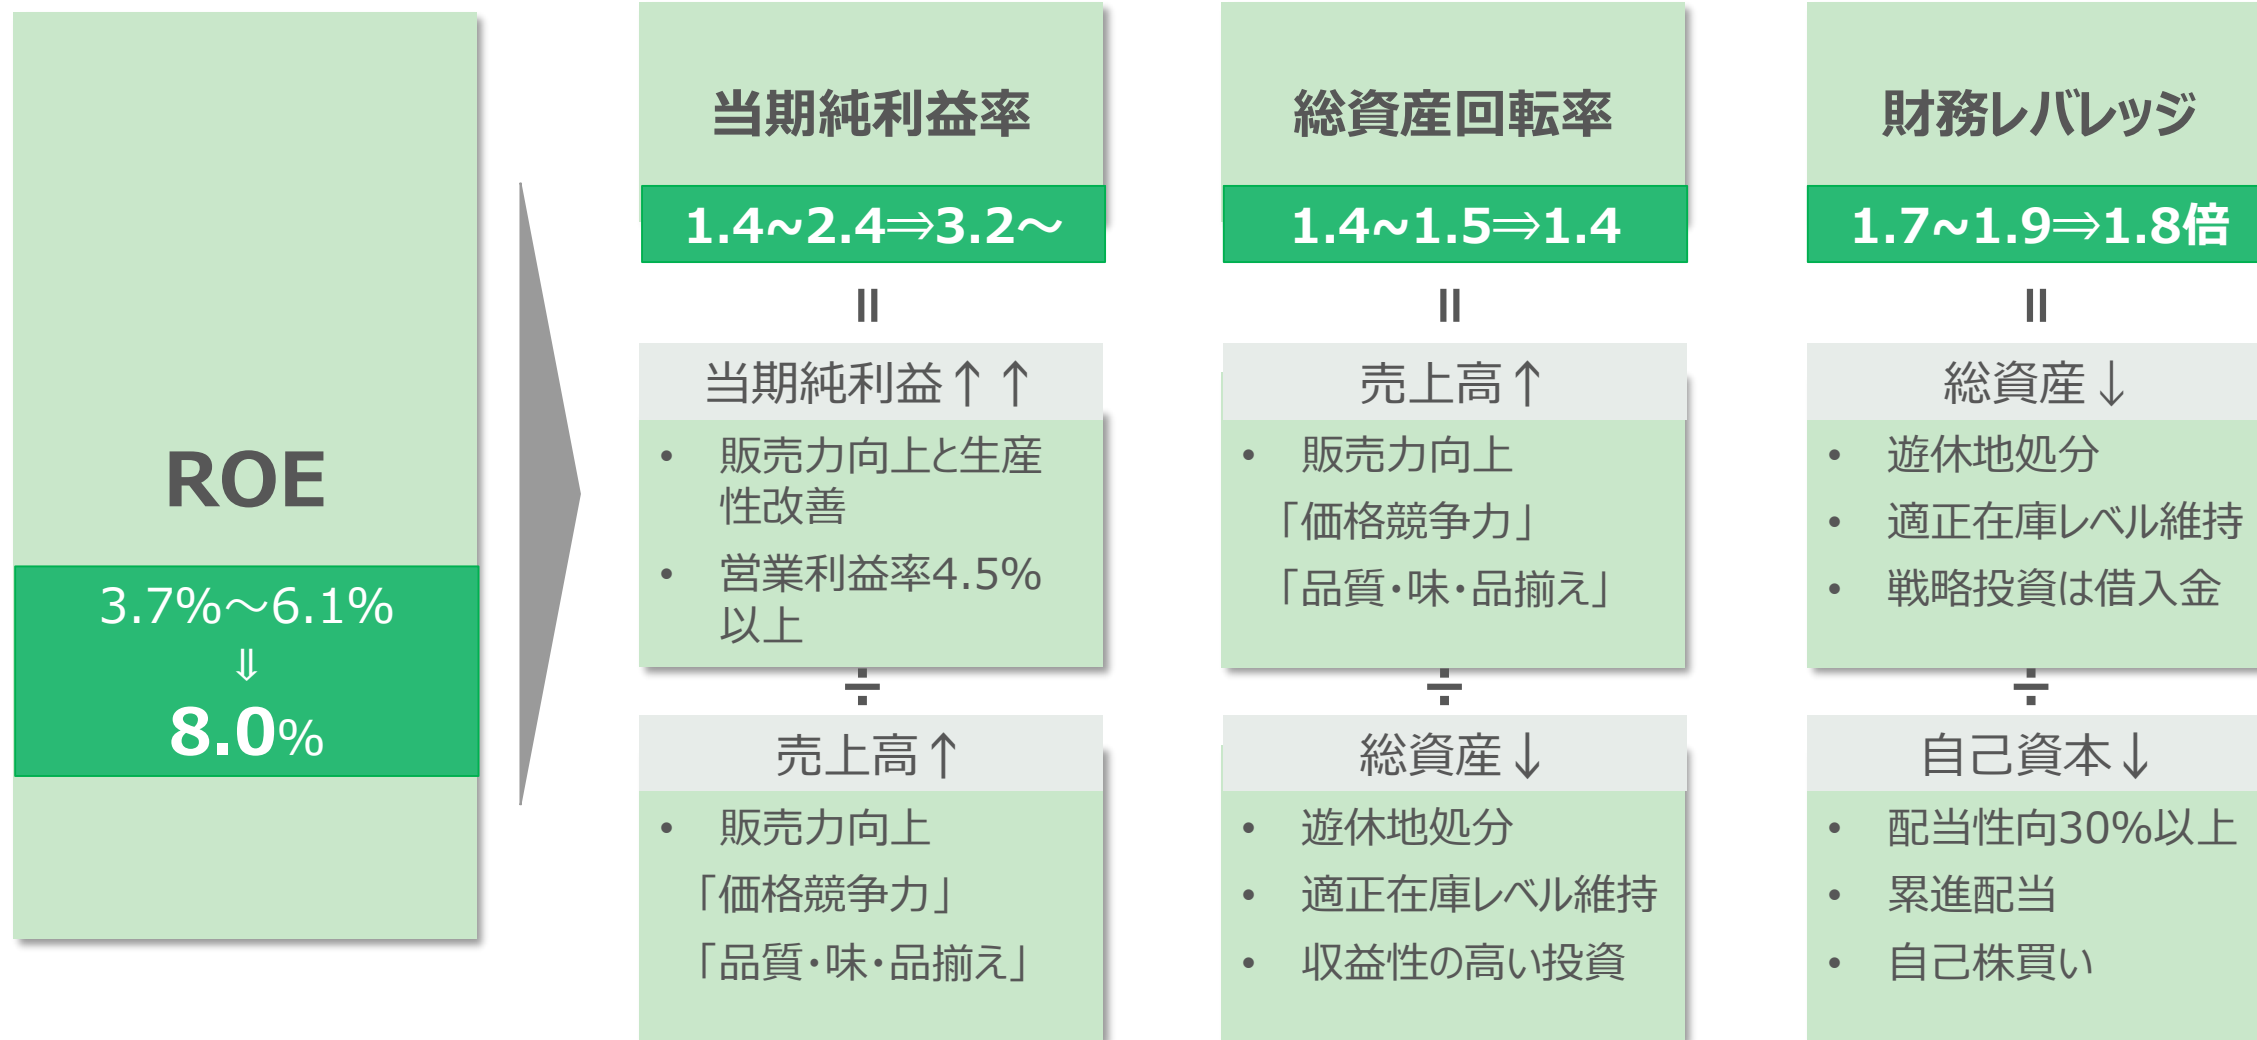 ROE
3.7%～6.1%
⇓
8.0%
当期純利益率
1.4~2.4⇒3.2～
=
当期純利益↑↑
• 販売力向上と生産
性改善
• 営業利益率4.5%
以上
÷
売上高↑
• 販売力向上
「価格競争力」
「品質・味・品揃え」
総資産回転率
1.4~1.5⇒1.4
=
売上高↑
• 販売力向上
「価格競争力」
「品質・味・品揃え」
÷
総資産↓
• 遊休地処分
• 適正在庫レベル維持
• 収益性の高い投資
財務レバレッジ
1.7~1.9⇒1.8倍
=
総資産↓
• 遊休地処分
• 適正在庫レベル維持
• 戦略投資は借入金
÷
自己資本↓
• 配当性向30%以上
• 累進配当
• 自己株買い